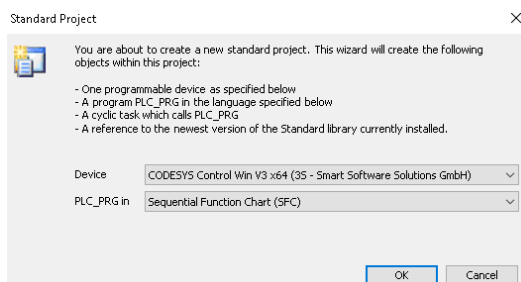 Standard Project
You are about to create a new standard project. This wizard will create the following
objects within this project:
- One programmable device as specified below
- A program PLC_PRG in the language specified below
- A cyclic task which calls PLC_PRG
- A reference to the newest version of the Standard library currently installed.
Device CODESYS Control Win V3 x64 (3S - Smart Software Solutions GmbH)
PLC_PRG in Sequential Function Chart (SFC)
OK Cancel